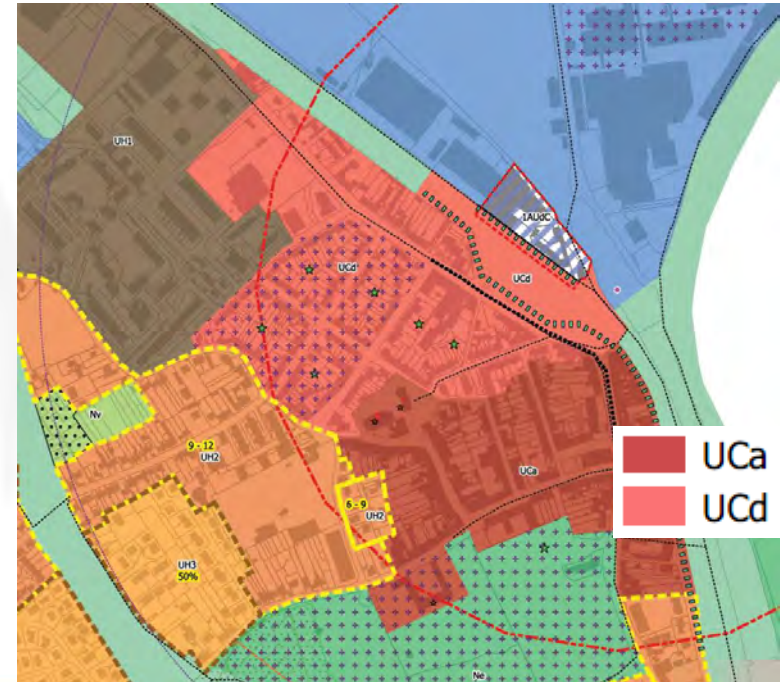 UH1
1AUdC
UCd
UCd
Nv
9 - 12
UH2
UCa
6 - 9
UH2
UH3
50%
Ne
UCa
UCd